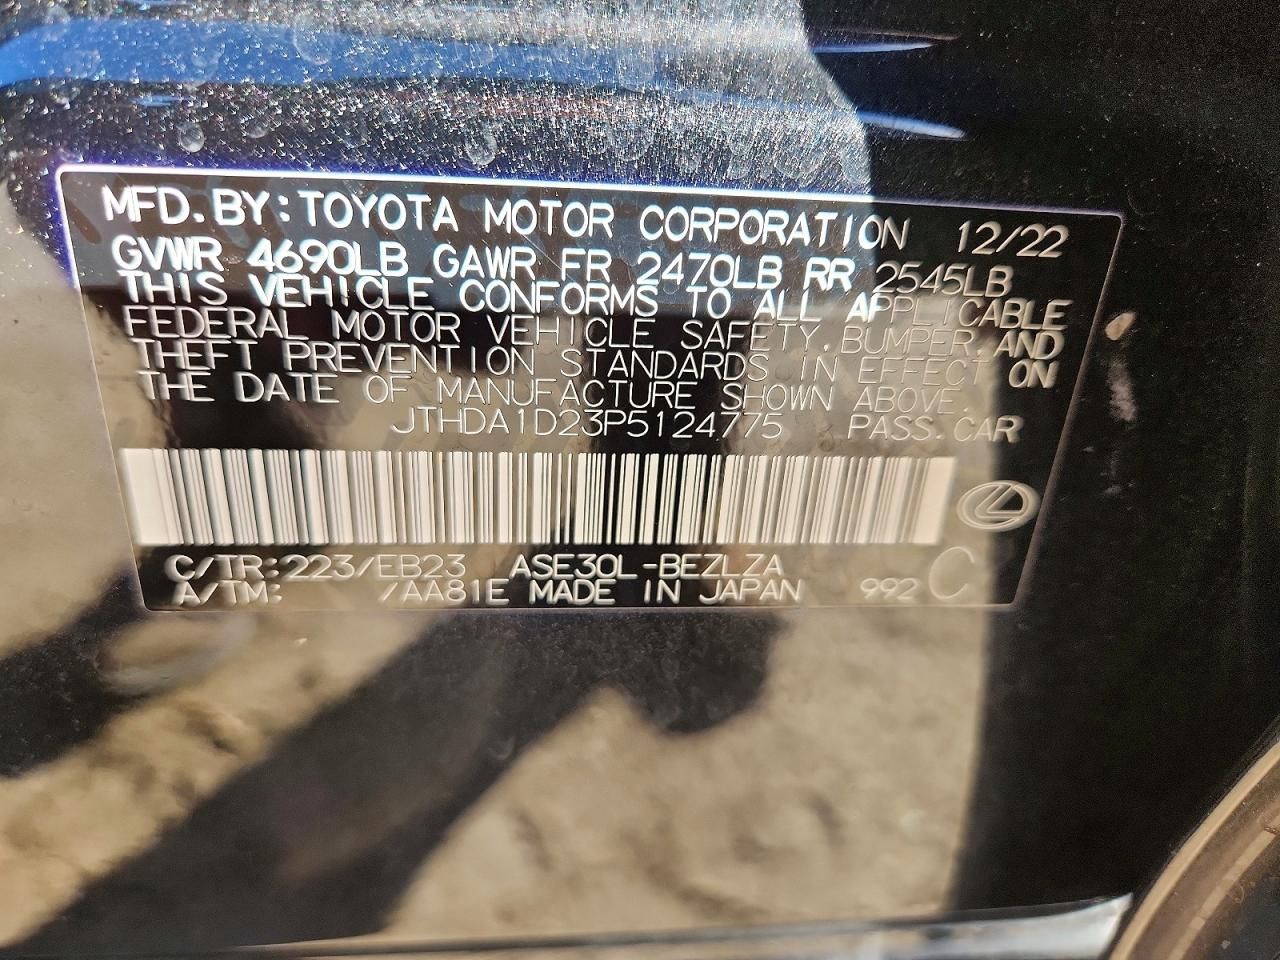 MFD.BY:TOYOTA MOTOR CORPORATION 12/22
GVWR 4690LB GAWR FR 2470LB RR 2545LB
THIS VEHICLE CONFORMS TO ALL APPLICABLE
FEDERAL MOTOR VEHICLE SAFETY,BUMPER,AND
THEFT PREVENTION STANDARDS IN EFFECT ON
THE DATE OF MANUFACTURE SHOWN ABOVE.
JTHDA1D23P5124775 PASS.CAR
C/TR:223/EB23 ASE30L-BEZLZA
A/TM: /AA81E MADE IN JAPAN 992 C